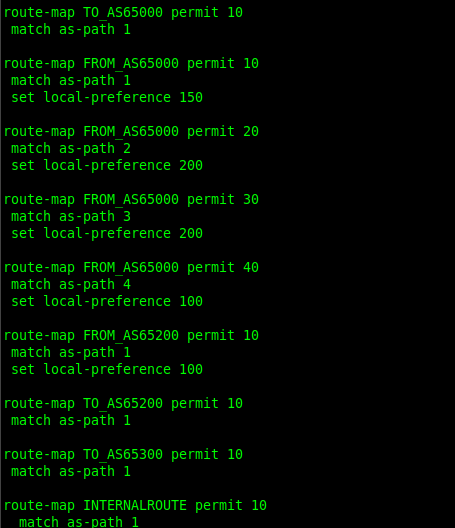 route-map TO_AS65000 permit 10
 match as-path 1
route-map FROM_AS65000 permit 10
 match as-path 1
 set local-preference 150
route-map FROM_AS65000 permit 20
 match as-path 2
 set local-preference 200
route-map FROM_AS65000 permit 30
 match as-path 3
 set local-preference 200
route-map FROM_AS65000 permit 40
 match as-path 4
 set local-preference 100
route-map FROM_AS65200 permit 10
 match as-path 1
 set local-preference 100
route-map TO_AS65200 permit 10
 match as-path 1
route-map TO_AS65300 permit 10
 match as-path 1
route-map INTERNALROUTE permit 10
  match as-path 1